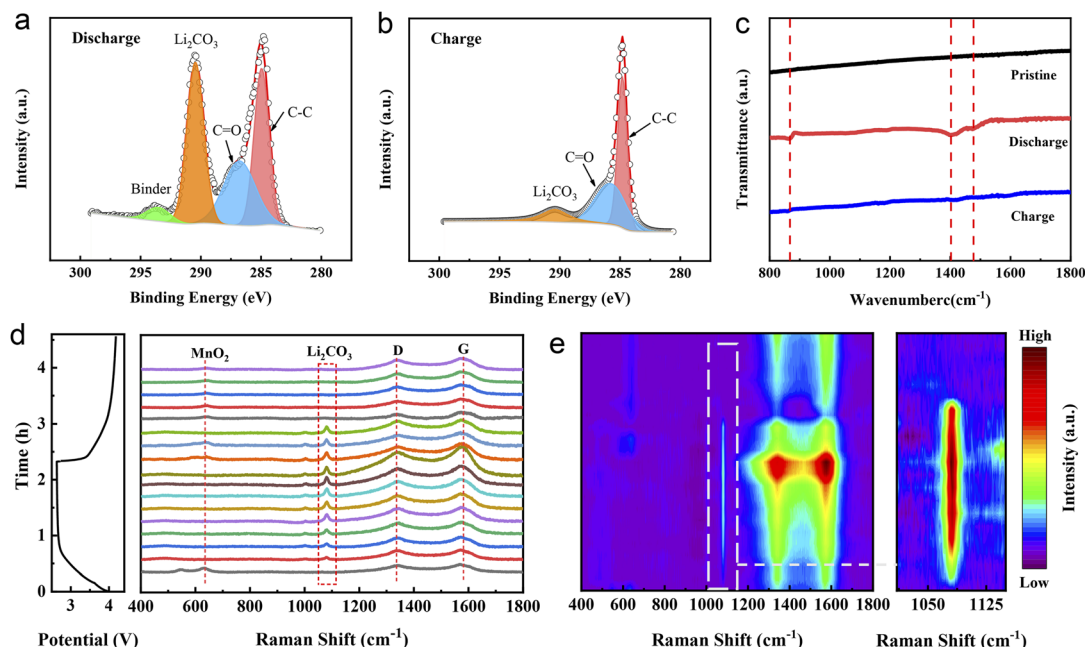 a
Discharge
Li2CO3
C=O
C-C
Binder
Intensity (a.u.)
300 295 290 285 280
Binding Energy (eV)
b
Charge
C-C
C=O
Li2CO3
Intensity (a.u.)
300 295 290 285 280
Binding Energy (eV)
c
Pristine
Discharge
Charge
Transmittance (a.u.)
800 1000 1200 1400 1600 1800
Wavenumberc(cm-1)
d
MnO2 Li2CO3 D G
Time (h)
4
3
2
1
0
3 4
Potential (V)
400 600 800 1000 1200 1400 1600 1800
Raman Shift (cm-1)
e
400 600 800 1000 1200 1400 1600 1800
Raman Shift (cm-1)
1050 1125
Raman Shift (cm-1)
High
Intensity (a.u.)
Low